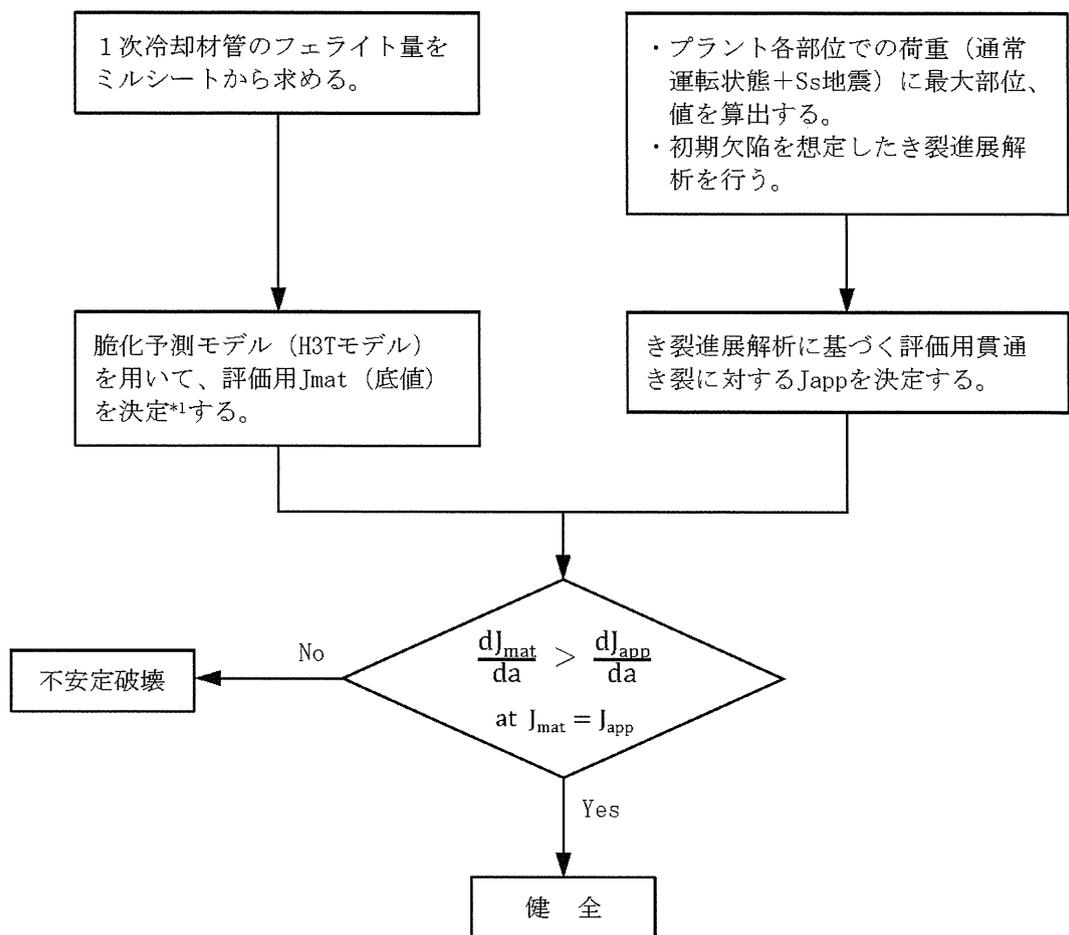 1次冷却材管のフェライト量を
ミルシートから求める。
・プラント各部位での荷重（通常
運転状態＋Ss地震）に最大部位、
値を算出する。
・初期欠陥を想定したき裂進展解
析を行う。
脆化予測モデル（H3Tモデル）
を用いて、評価用Jmat（底値）
を決定*1する。
き裂進展解析に基づく評価用貫通
き裂に対するJappを決定する。
dJmat/da > dJapp/da
at Jmat = Japp
No
不安定破壊
Yes
健 全